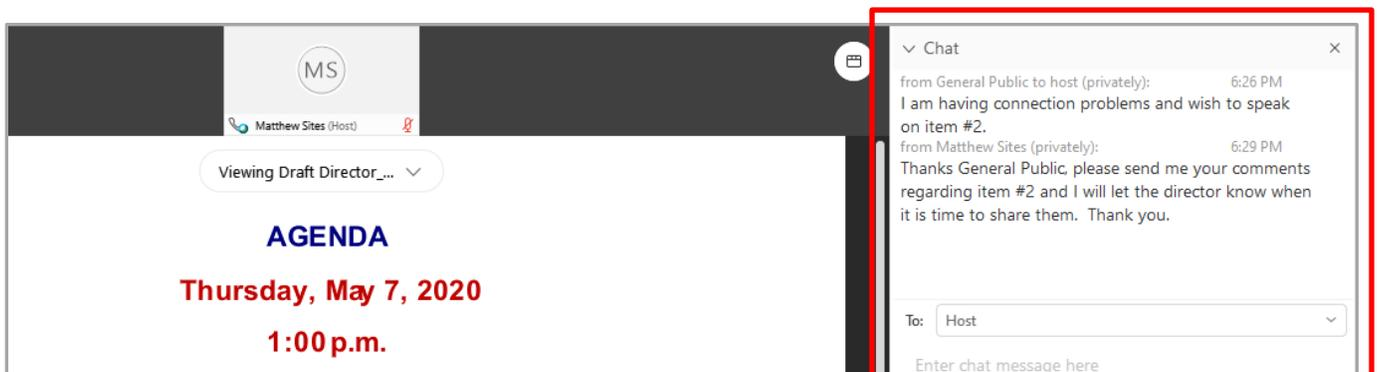 MS
Matthew Sites (Host)
Viewing Draft Director_...
AGENDA
Thursday, May 7, 2020
1:00 p.m.
Chat
from General Public to host (privately): 6:26 PM
I am having connection problems and wish to speak
on item #2.
from Matthew Sites (privately): 6:29 PM
Thanks General Public, please send me your comments
regarding item #2 and I will let the director know when
it is time to share them. Thank you.
To: Host
Enter chat message here